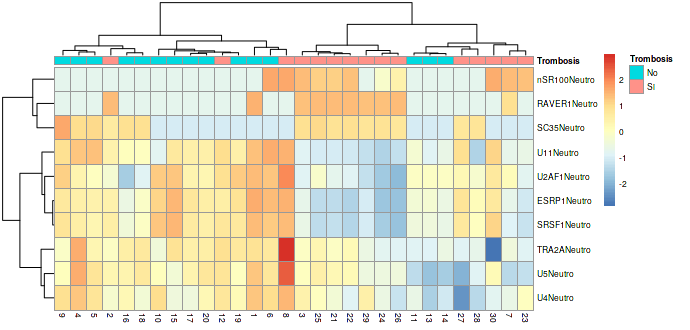 Trombosis
Trombosis
No
SI
nSR100Neutro
RAVER1Neutro
SC35Neutro
U11Neutro
U2AF1Neutro
ESRP1Neutro
SRSF1Neutro
TRA2ANeutro
U5Neutro
U4Neutro
2
1
0
-1
-2
9 4 5 2 16 18 10 15 17 20 12 19 1 6 8 3 25 21 22 29 24 26 11 13 14 27 28 30 7 23